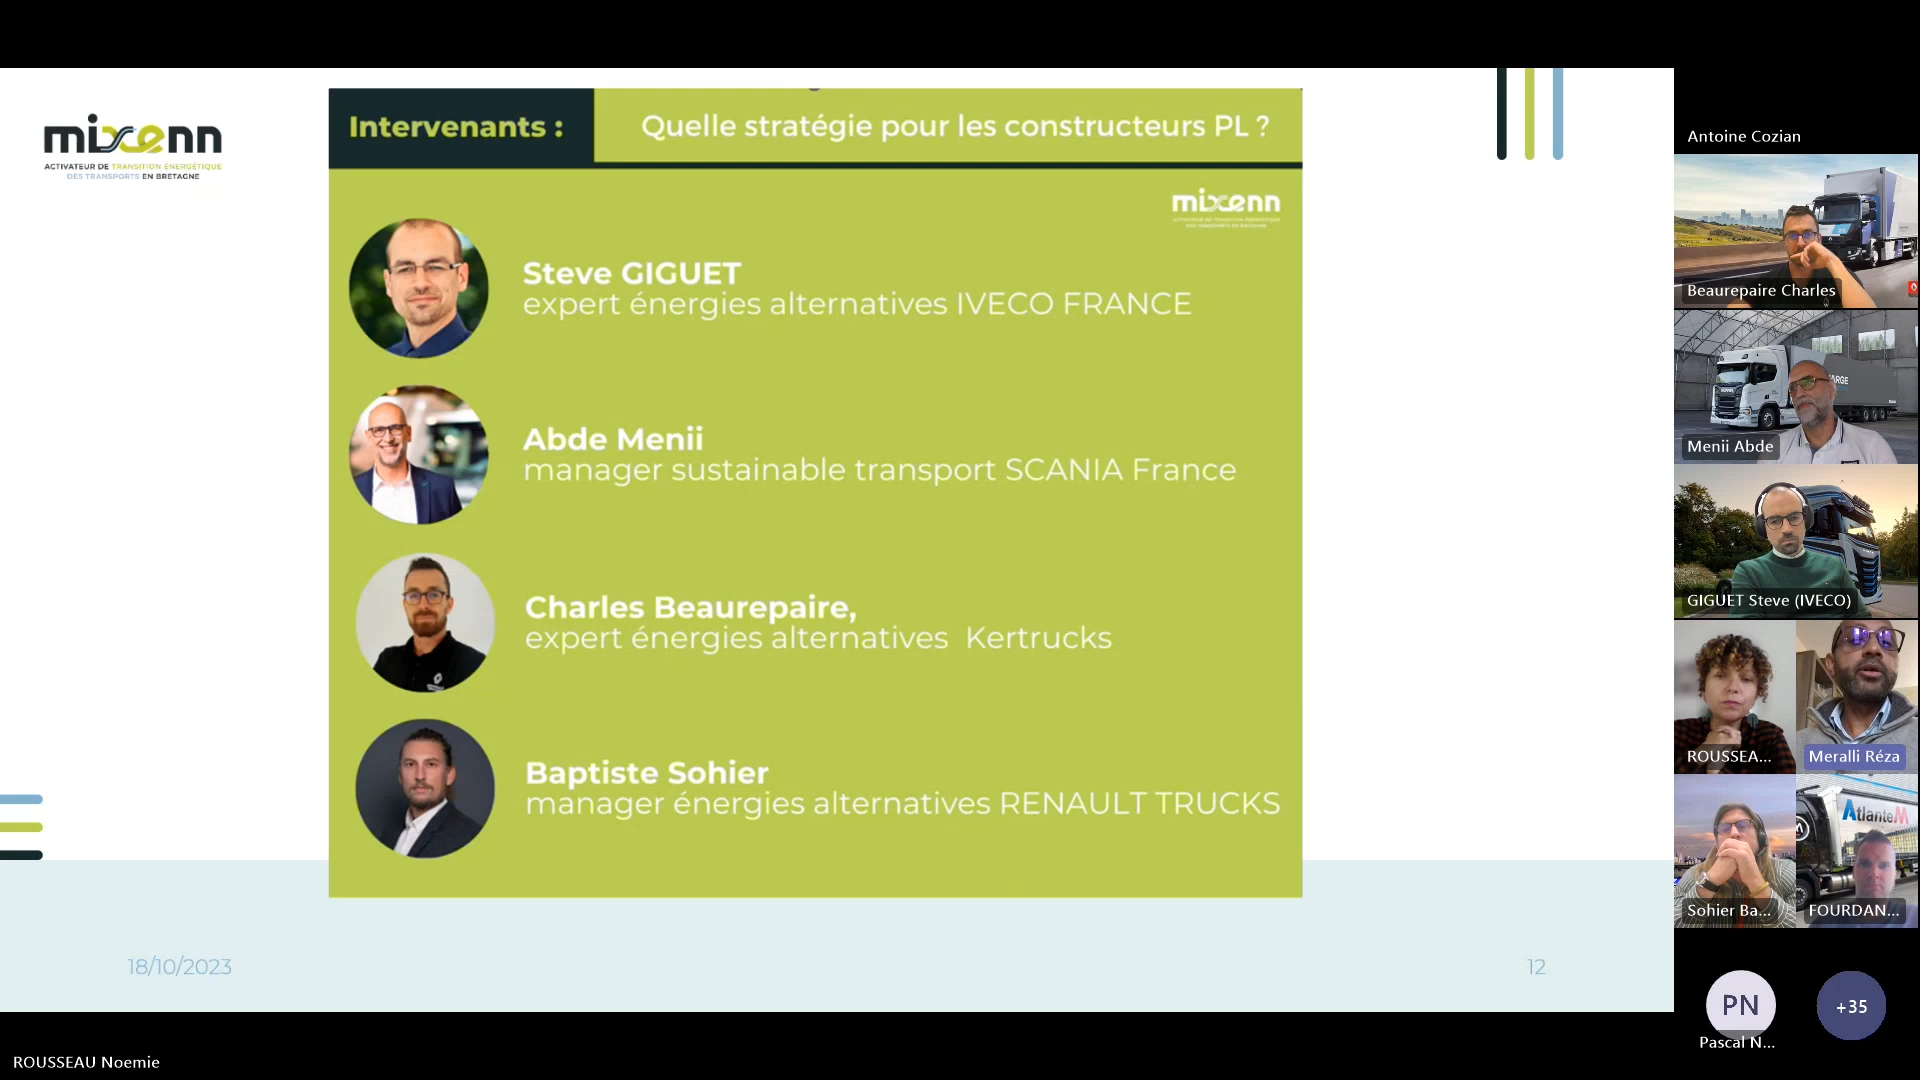 mixenn
ACTIVATEUR DE TRANSITION ÉNERGÉTIQUE
DES TRANSPORTS EN BRETAGNE
Intervenants :
Quelle stratégie pour les constructeurs PL ?
mixenn
Steve GIGUET
expert énergies alternatives IVECO FRANCE
Abde Menii
manager sustainable transport SCANIA France
Charles Beaurepaire,
expert énergies alternatives Kertrucks
Baptiste Sohier
manager énergies alternatives RENAULT TRUCKS
18/10/2023
12
Antoine Cozian
Beaurepaire Charles
Menii Abde
GIGUET Steve (IVECO)
ROUSSEA...
Meralli Réza
AtlanteM
Sohier Ba...
FOURDAN...
PN
+35
Pascal N...
ROUSSEAU Noemie